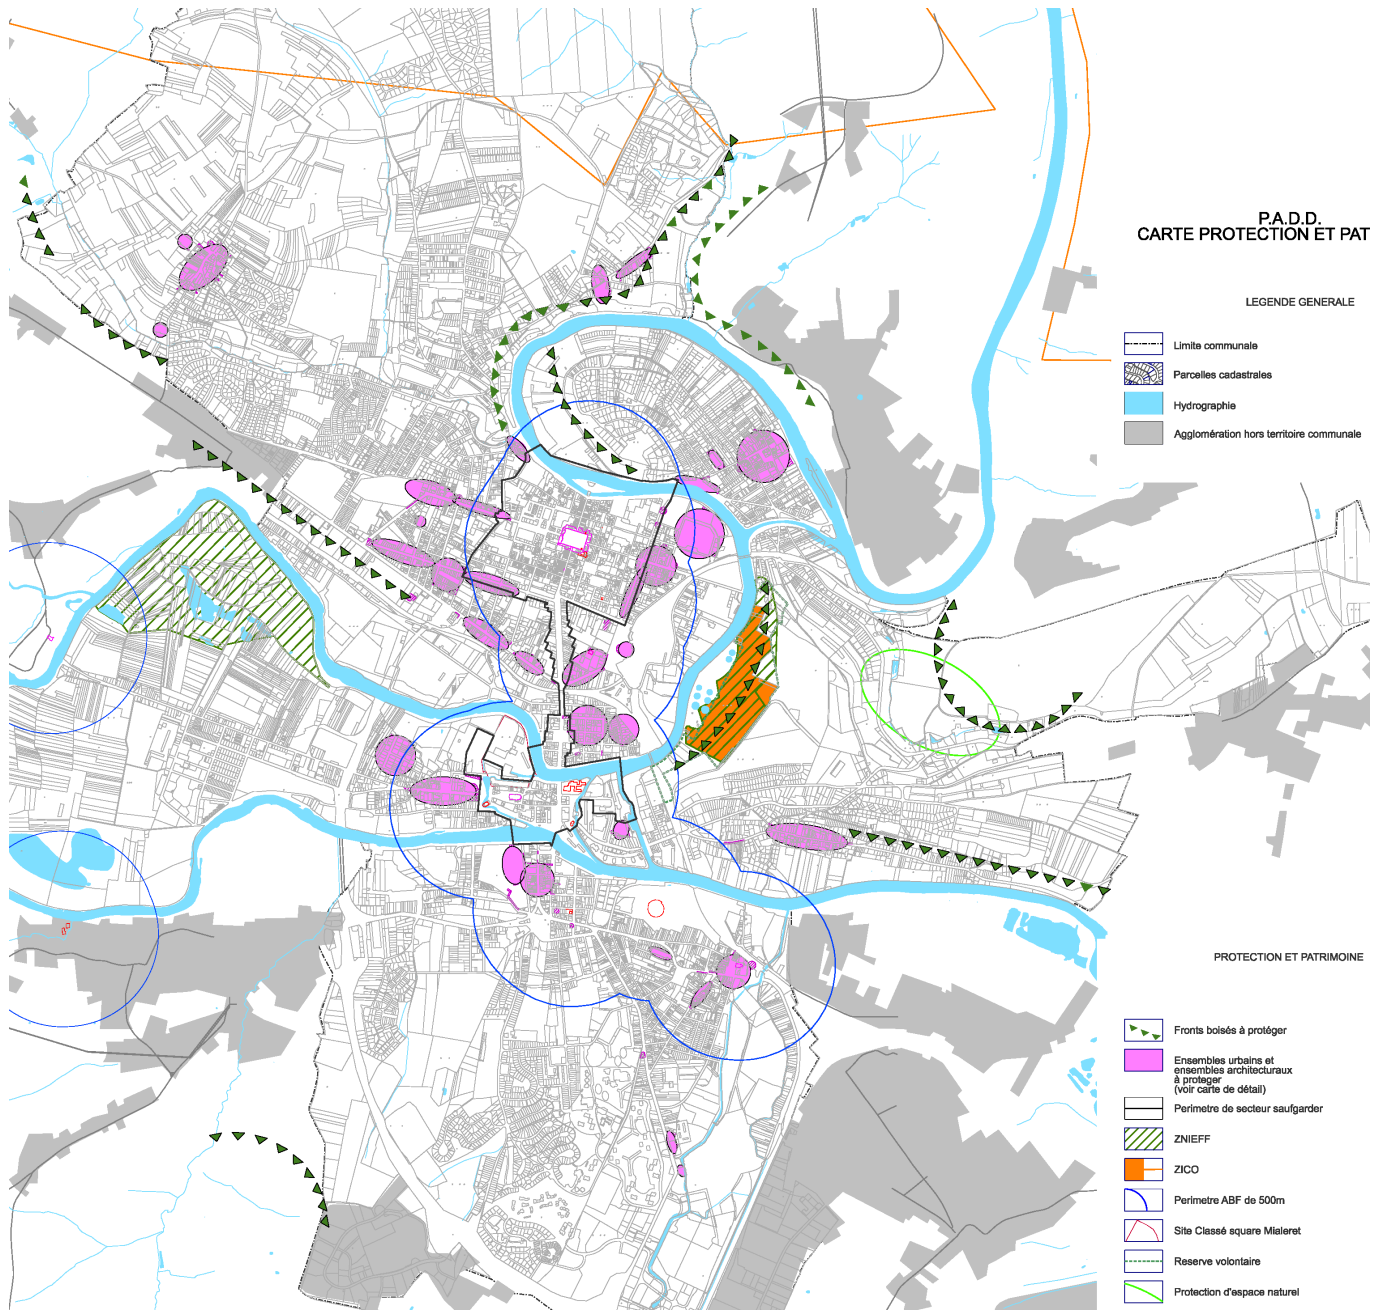 P.A.D.D.
CARTE PROTECTION ET PAT
LEGENDE GENERALE
Limite communale
Parcelles cadastrales
Hydrographie
Agglomération hors territoire communale
PROTECTION ET PATRIMOINE
Fronts boisés à protéger
Ensembles urbains et
ensembles architecturaux
à proteger
(voir carte de détail)
Perimetre de secteur saufgarder
ZNIEFF
ZICO
Perimetre ABF de 500m
Site Classé square Mialeret
Reserve volontaire
Protection d'espace naturel